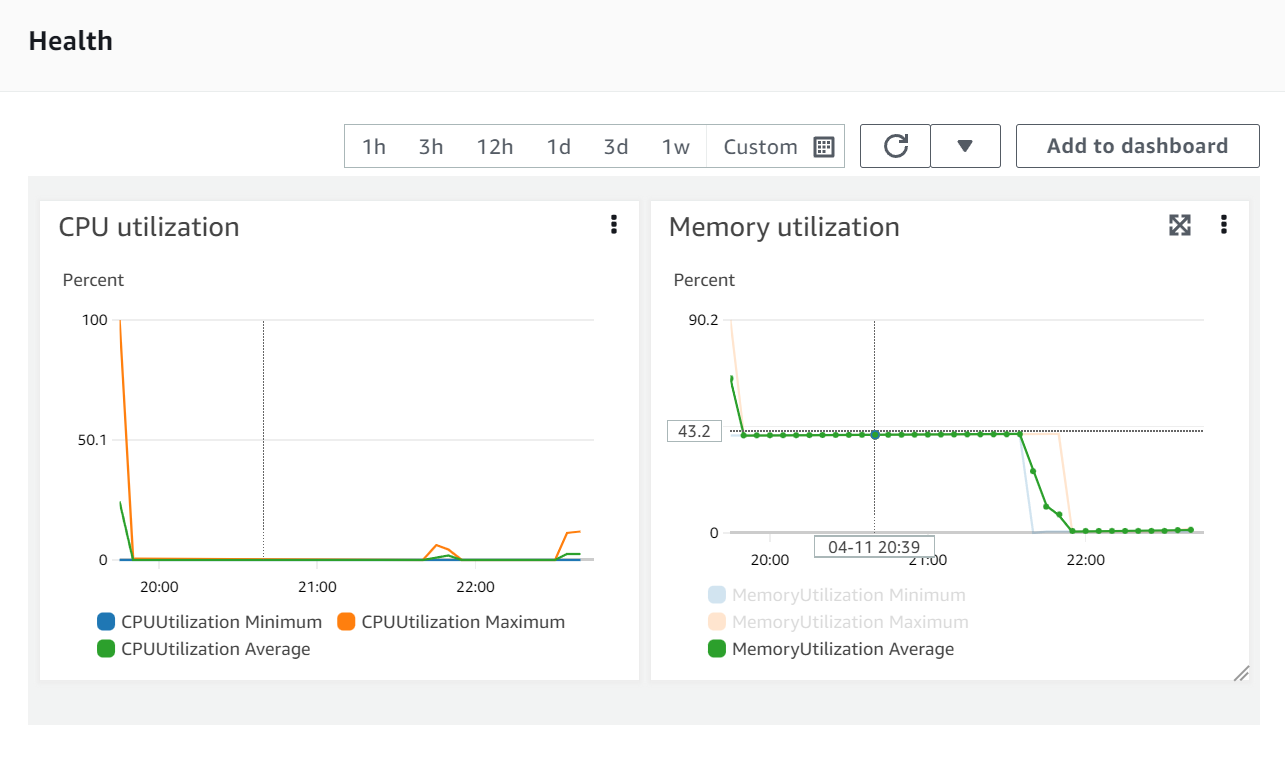 Health
1h 3h 12h 1d 3d 1w Custom Add to dashboard
CPU utilization
Percent
100
50.1
0
20:00 21:00 22:00
CPUUtilization Minimum CPUUtilization Maximum
CPUUtilization Average
Memory utilization
Percent
90.2
43.2
0
04-11 20:39
20:00 21:00 22:00
MemoryUtilization Minimum
MemoryUtilization Maximum
MemoryUtilization Average